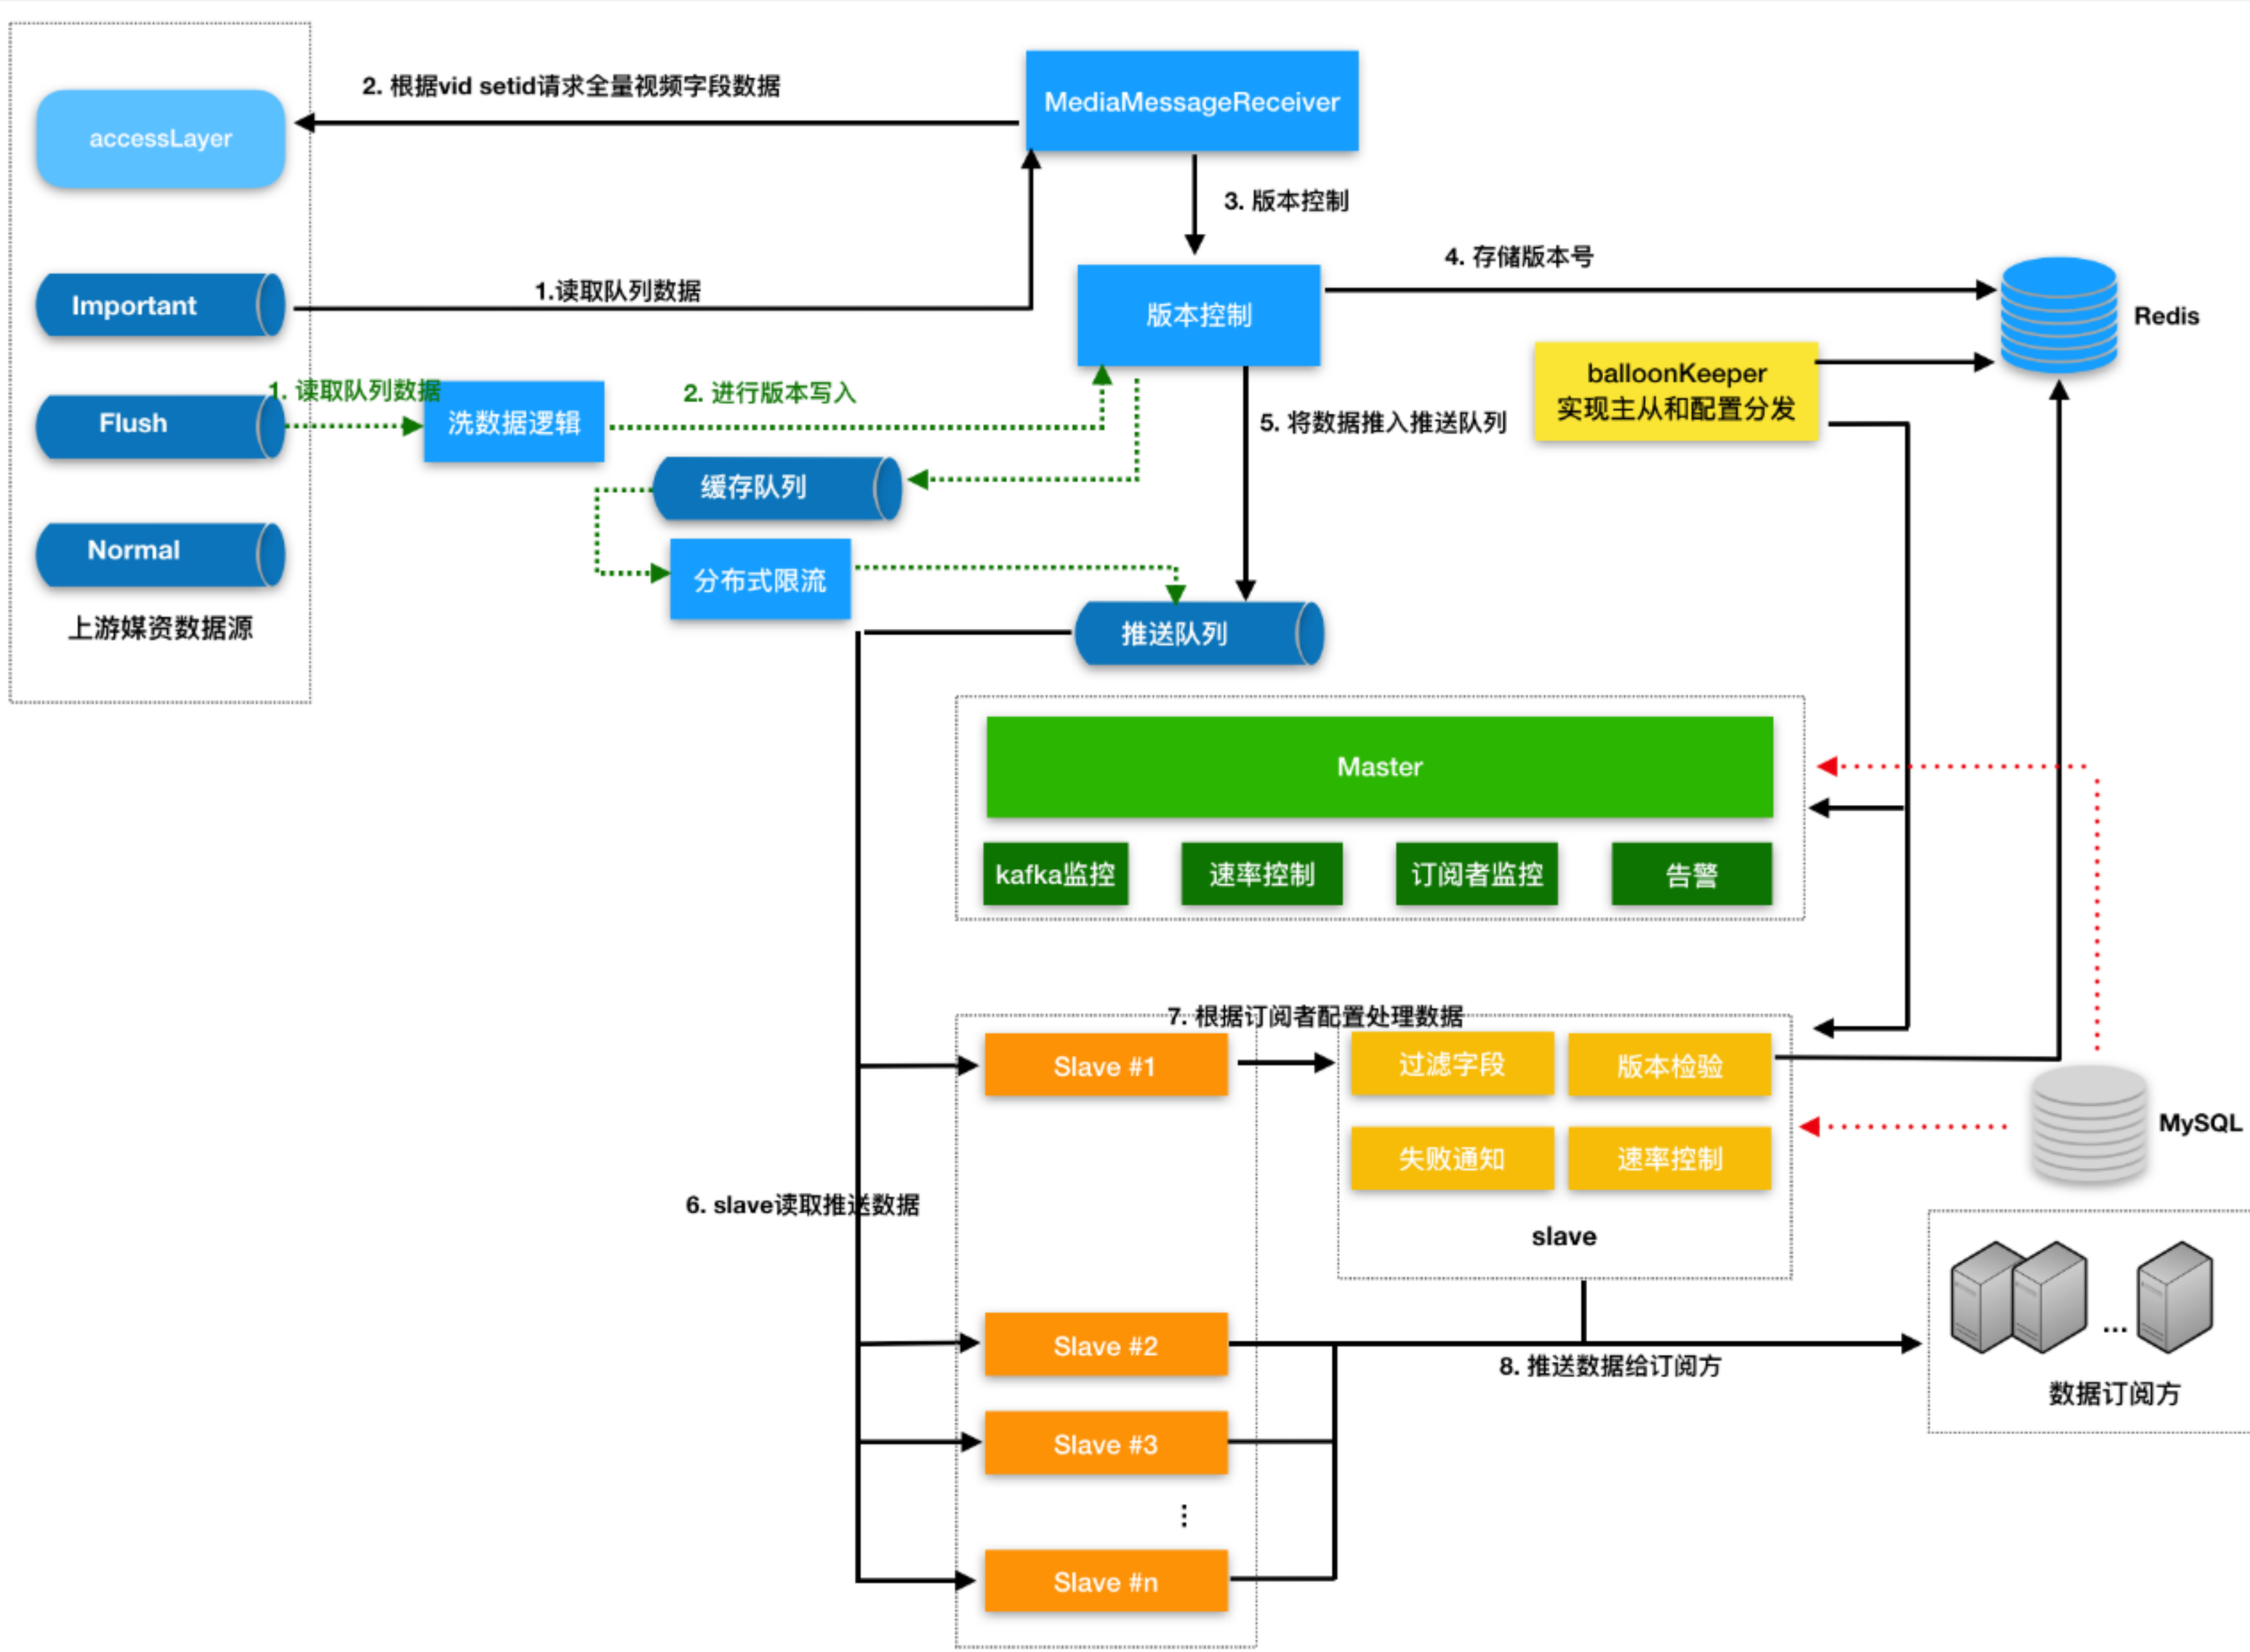 2. 根据vid setid请求全量视频字段数据
MediaMessageReceiver
accessLayer
3. 版本控制
4. 存储版本号
1.读取队列数据
Important
版本控制
Redis
balloonKeeper
实现主从和配置分发
1. 读取队列数据
2. 进行版本写入
Flush
洗数据逻辑
5. 将数据推入推送队列
缓存队列
Normal
分布式限流
上游媒资数据源
推送队列
Master
kafka监控
速率控制
订阅者监控
告警
7. 根据订阅者配置处理数据
Slave #1
过滤字段
版本检验
MySQL
失败通知
速率控制
6. slave读取推送数据
slave
Slave #2
...
8. 推送数据给订阅方
数据订阅方
Slave #3
...
Slave #n